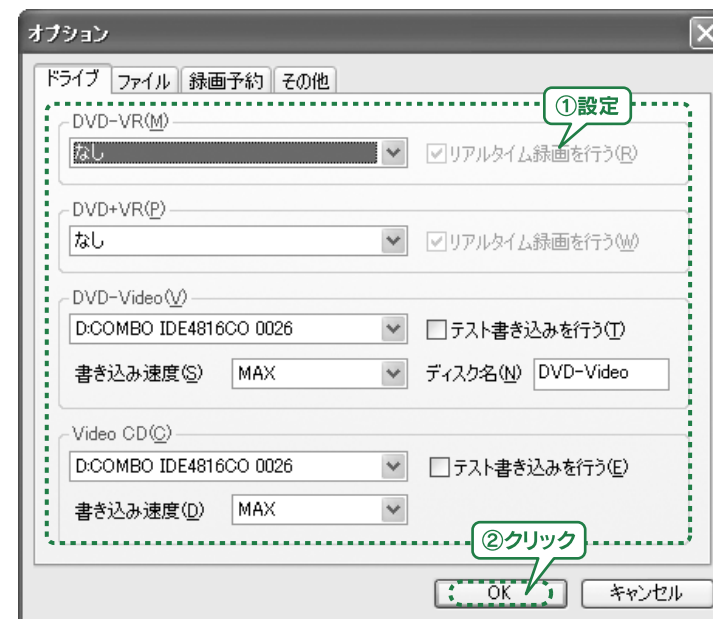 オプション
ドライブ ファイル 録画予約 その他
①設定
DVD-VR(M)
なし リアルタイム録画を行う(R)
DVD+VR(P)
なし リアルタイム録画を行う(W)
DVD-Video(V)
D:COMBO IDE4816CO 0026 テスト書き込みを行う(T)
書き込み速度(S) MAX ディスク名(N) DVD-Video
Video CD(C)
D:COMBO IDE4816CO 0026 テスト書き込みを行う(E)
書き込み速度(D) MAX
②クリック
OK キャンセル